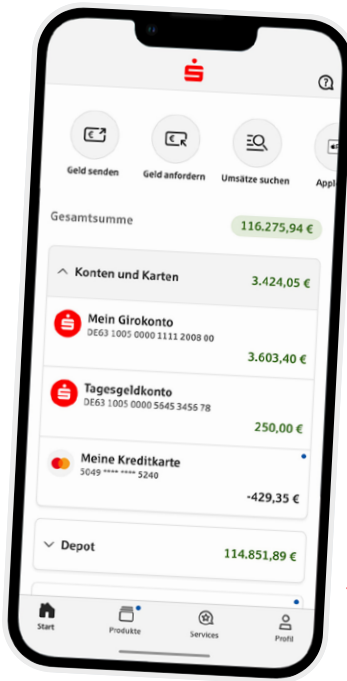 Geld senden
Geld anfordern
Umsätze suchen
Appl
Gesamtsumme
116.275,94 €
Konten und Karten
3.424,05 €
Mein Girokonto
DE63 1005 0000 1111 2008 00
3.603,40 €
Tagesgeldkonto
DE63 1005 0000 5645 3456 78
250,00 €
Meine Kreditkarte
5049 **** **** 5240
-429,35 €
Depot
114.851,89 €
Start
Produkte
Services
Profil